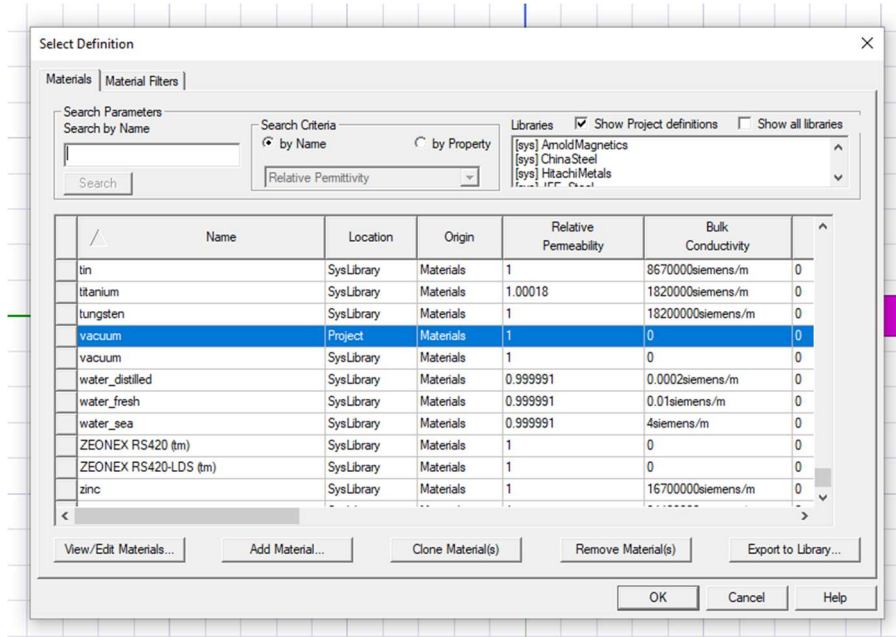 Select Definition
Materials Material Filters
Search Parameters
Search by Name
Search
Search Criteria
by Name by Property
Relative Permittivity
Libraries Show Project definitions Show all libraries
[sys] ArnoldMagnetics
[sys] ChinaSteel
[sys] HitachiMetals
Name Location Origin Relative Permeability Bulk Conductivity
tin SysLibrary Materials 1 8670000siemens/m 0
titanium SysLibrary Materials 1.00018 1820000siemens/m 0
tungsten SysLibrary Materials 1 18200000siemens/m 0
vacuum Project Materials 1 0 0
vacuum SysLibrary Materials 1 0 0
water_distilled SysLibrary Materials 0.999991 0.0002siemens/m 0
water_fresh SysLibrary Materials 0.999991 0.01siemens/m 0
water_sea SysLibrary Materials 0.999991 4siemens/m 0
ZEONEX RS420 (tm) SysLibrary Materials 1 0 0
ZEONEX RS420-LDS (tm) SysLibrary Materials 1 0 0
zinc SysLibrary Materials 1 16700000siemens/m 0
View/Edit Materials... Add Material... Clone Material(s) Remove Material(s) Export to Library...
OK Cancel Help